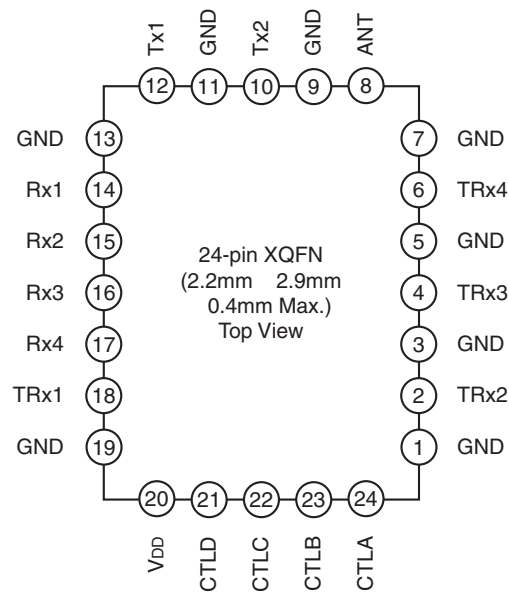 Tx1
GND
Tx2
GND
ANT
12
11
10
9
8
GND
13
7
GND
Rx1
14
6
TRx4
Rx2
15
5
GND
Rx3
16
4
TRx3
Rx4
17
3
GND
TRx1
18
2
TRx2
GND
19
1
GND
24-pin XQFN
(2.2mm 2.9mm
0.4mm Max.)
Top View
20
21
22
23
24
VDD
CTLD
CTLC
CTLB
CTLA